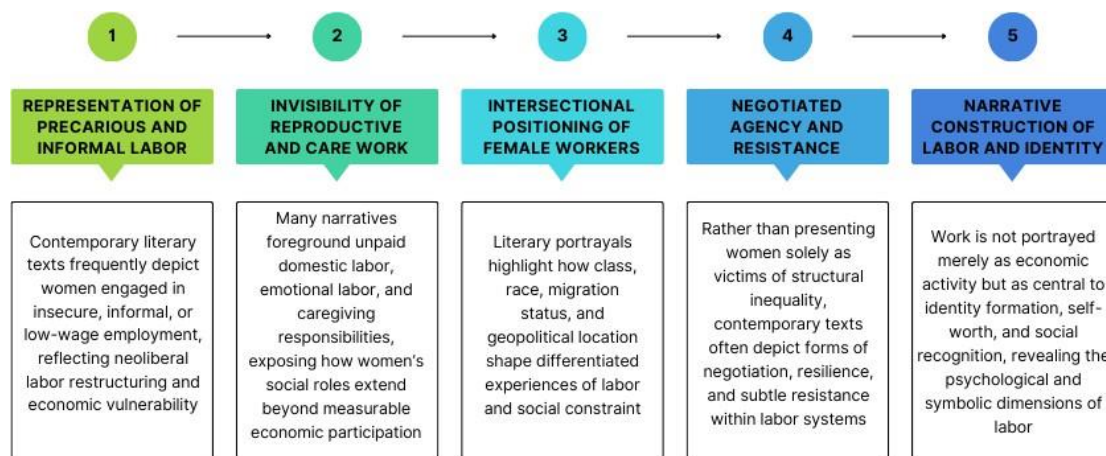 1
2
3
4
5
REPRESENTATION OF
PRECARIOUS AND
INFORMAL LABOR
INVISIBILITY OF
REPRODUCTIVE
AND CARE WORK
INTERSECTIONAL
POSITIONING OF
FEMALE WORKERS
NEGOTIATED
AGENCY AND
RESISTANCE
NARRATIVE
CONSTRUCTION OF
LABOR AND IDENTITY
Contemporary literary
texts frequently depict
women engaged in
insecure, informal, or
low-wage employment,
reflecting neoliberal
labor restructuring and
economic vulnerability
Many narratives
foreground unpaid
domestic labor,
emotional labor, and
caregiving
responsibilities,
exposing how women's
social roles extend
beyond measurable
economic participation
Literary portrayals
highlight how class,
race, migration
status, and
geopolitical location
shape differentiated
experiences of labor
and social constraint
Rather than presenting
women solely as
victims of structural
inequality,
contemporary texts
often depict forms of
negotiation, resilience,
and subtle resistance
within labor systems
Work is not portrayed
merely as economic
activity but as central to
identity formation, self-
worth, and social
recognition, revealing the
psychological and
symbolic dimensions of
labor